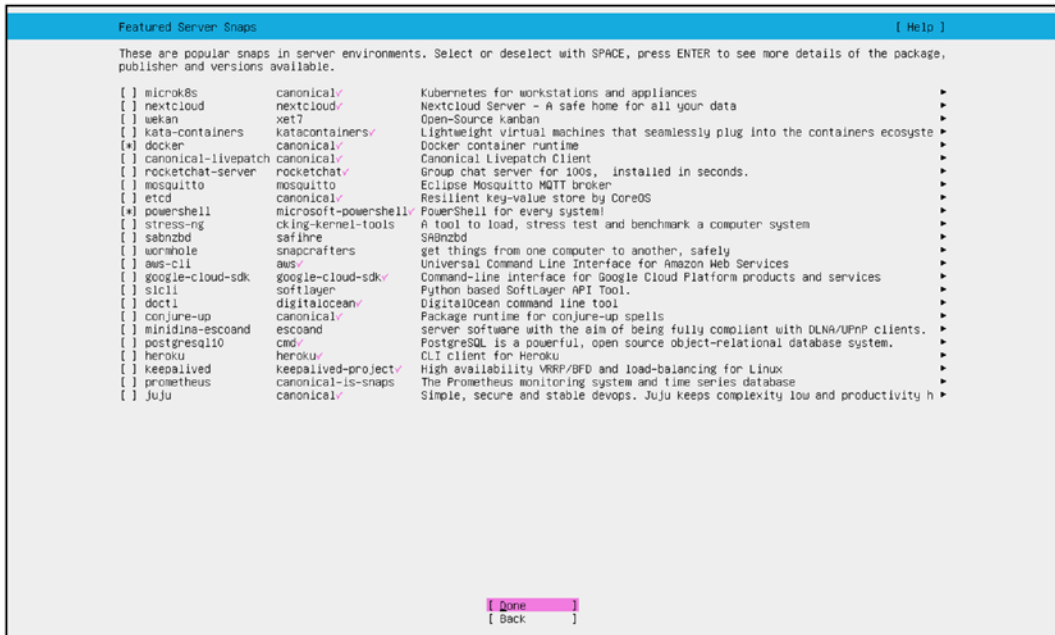 Featured Server Snaps [ Help ]
These are popular snaps in server environments. Select or deselect with SPACE, press ENTER to see more details of the package,
publisher and versions available.
[ ] microk8s canonical✓ Kubernetes for workstations and appliances ►
[ ] nextcloud nextcloud✓ Nextcloud Server - A safe home for all your data ►
[ ] wekan xet7 Open-Source kanban ►
[ ] kata-containers katacontainers✓ Lightweight virtual machines that seamlessly plug into the containers ecosyste ►
[*] docker canonical✓ Docker container runtime ►
[ ] canonical-livepatch canonical✓ Canonical Livepatch Client ►
[ ] rocketchat-server rocketchat✓ Group chat server for 100s, installed in seconds. ►
[ ] mosquitto mosquitto Eclipse Mosquitto MQTT broker ►
[ ] etcd canonical✓ Resilient key-value store by CoreOS ►
[*] powershell microsoft-powershell✓ PowerShell for every system! ►
[ ] stress-ng cking-kernel-tools A tool to load, stress test and benchmark a computer system ►
[ ] sabnzbd safihre SABnzbd ►
[ ] wormhole snapcrafters get things from one computer to another, safely ►
[ ] aws-cli aws✓ Universal Command Line Interface for Amazon Web Services ►
[ ] google-cloud-sdk google-cloud-sdk✓ Command-line interface for Google Cloud Platform products and services ►
[ ] slcli softlayer Python based SoftLayer API Tool. ►
[ ] doctl digitalocean✓ DigitalOcean command line tool ►
[ ] conjure-up canonical✓ Package runtime for conjure-up spells ►
[ ] minidlna-escoand escoand server software with the aim of being fully compliant with DLNA/UPnP clients. ►
[ ] postgresql10 cmd✓ PostgreSQL is a powerful, open source object-relational database system. ►
[ ] heroku heroku✓ CLI client for Heroku ►
[ ] keepalived keepalived-project✓ High availability VRRP/BFD and load-balancing for Linux ►
[ ] prometheus canonical-is-snaps The Prometheus monitoring system and time series database ►
[ ] juju canonical✓ Simple, secure and stable devops. Juju keeps complexity low and productivity h ►
[ Done ]
[ Back ]